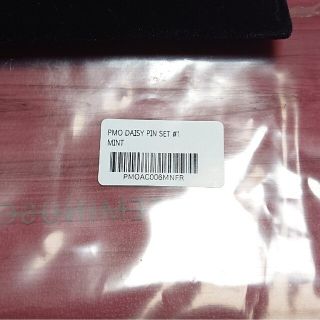 PMO DAISY PIN SET #1
MINT
PMOAC008MNFR